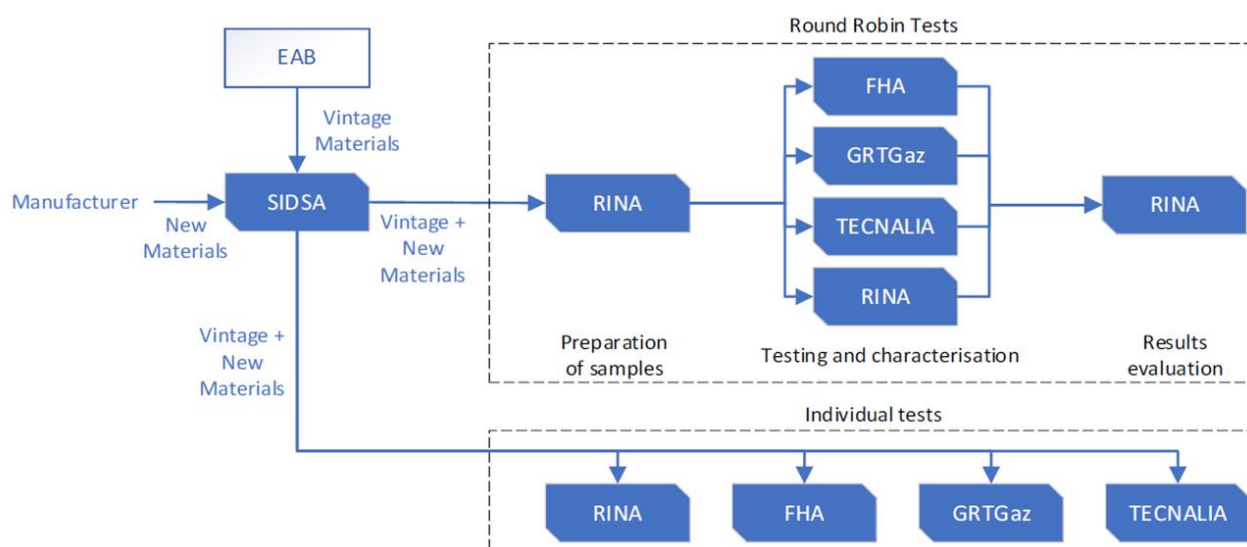 Round Robin Tests
EAB
FHA
Vintage
Materials
GRTGaz
Manufacturer
SIDSA
RINA
RINA
New
Materials
Vintage +
New
Materials
TECNALIA
RINA
Vintage +
New
Materials
Preparation
of samples
Testing and characterisation
Results
evaluation
Individual tests
RINA
FHA
GRTGaz
TECNALIA